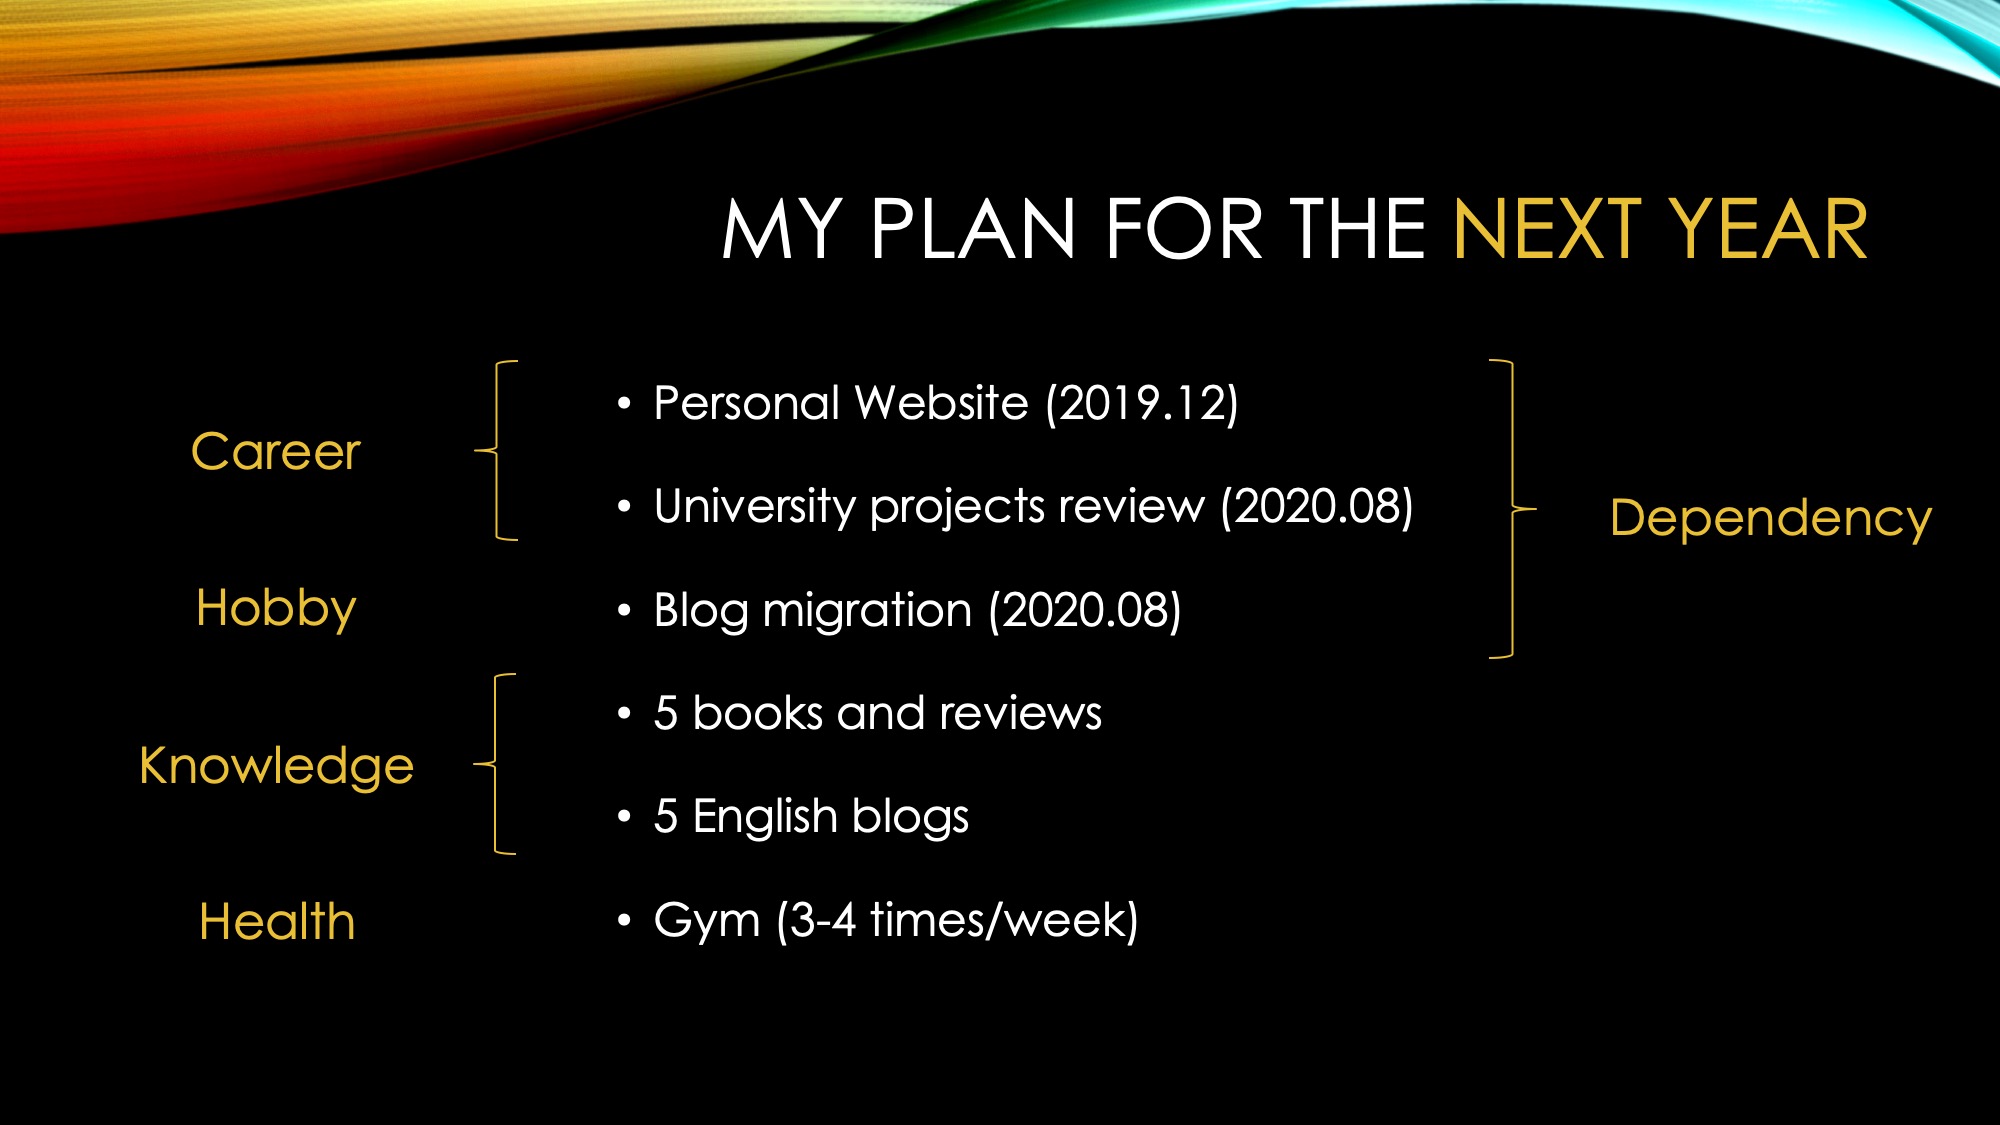 MY PLAN FOR THE NEXT YEAR
Career
• Personal Website (2019.12)
• University projects review (2020.08)
Dependency
Hobby
• Blog migration (2020.08)
Knowledge
• 5 books and reviews
• 5 English blogs
Health
• Gym (3-4 times/week)